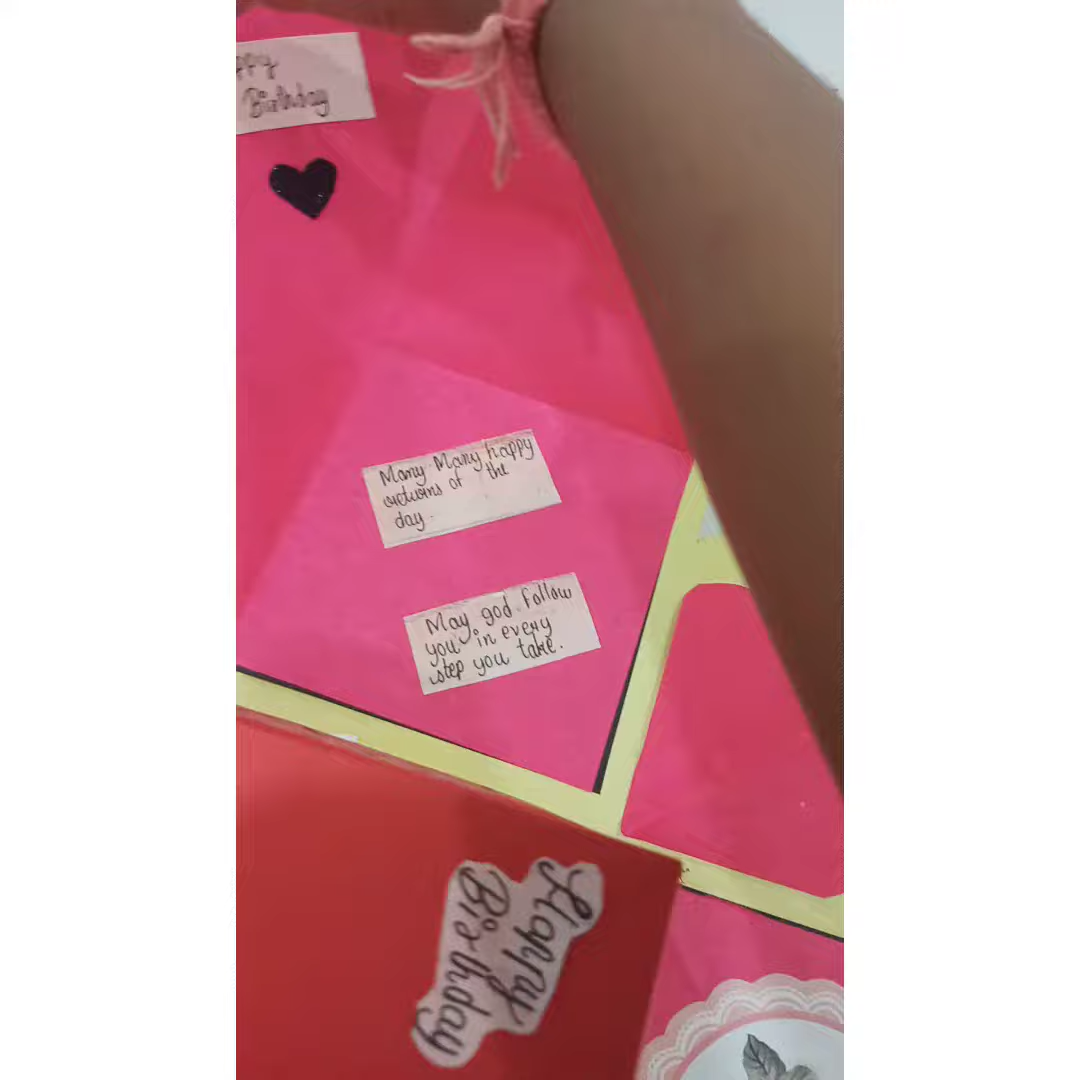 ppy
Birthday
Many Many happy
returns of the
day.
May god follow
you in every
step you take.
Happy
Birthday